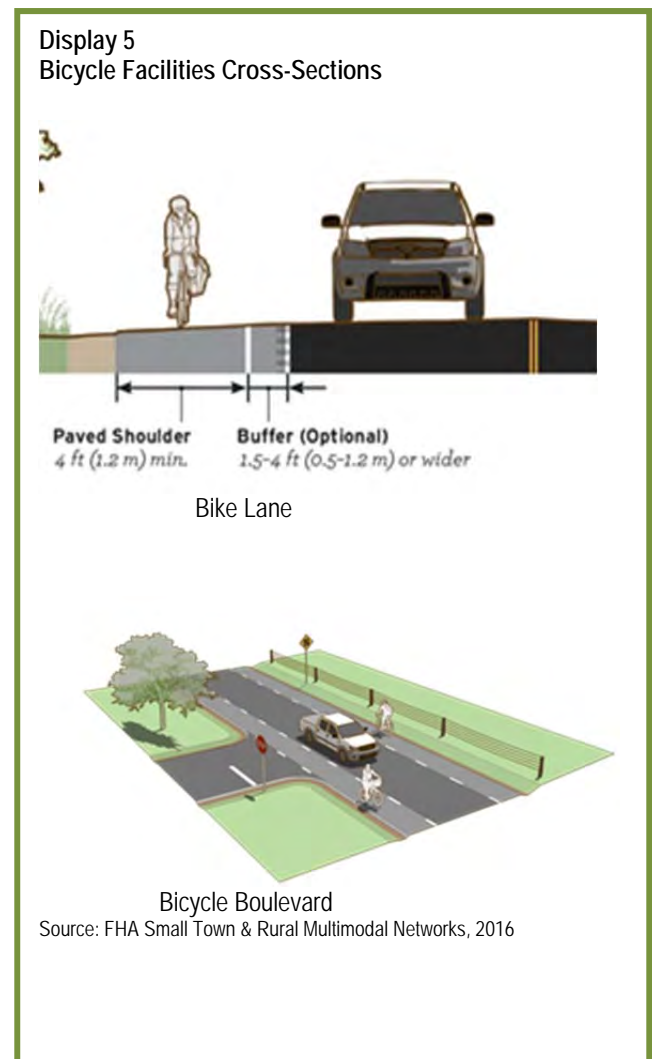 Display 5
Bicycle Facilities Cross-Sections
Paved Shoulder
4 ft (1.2 m) min.
Buffer (Optional)
1.5-4 ft (0.5-1.2 m) or wider
Bike Lane
Bicycle Boulevard
Source: FHA Small Town & Rural Multimodal Networks, 2016